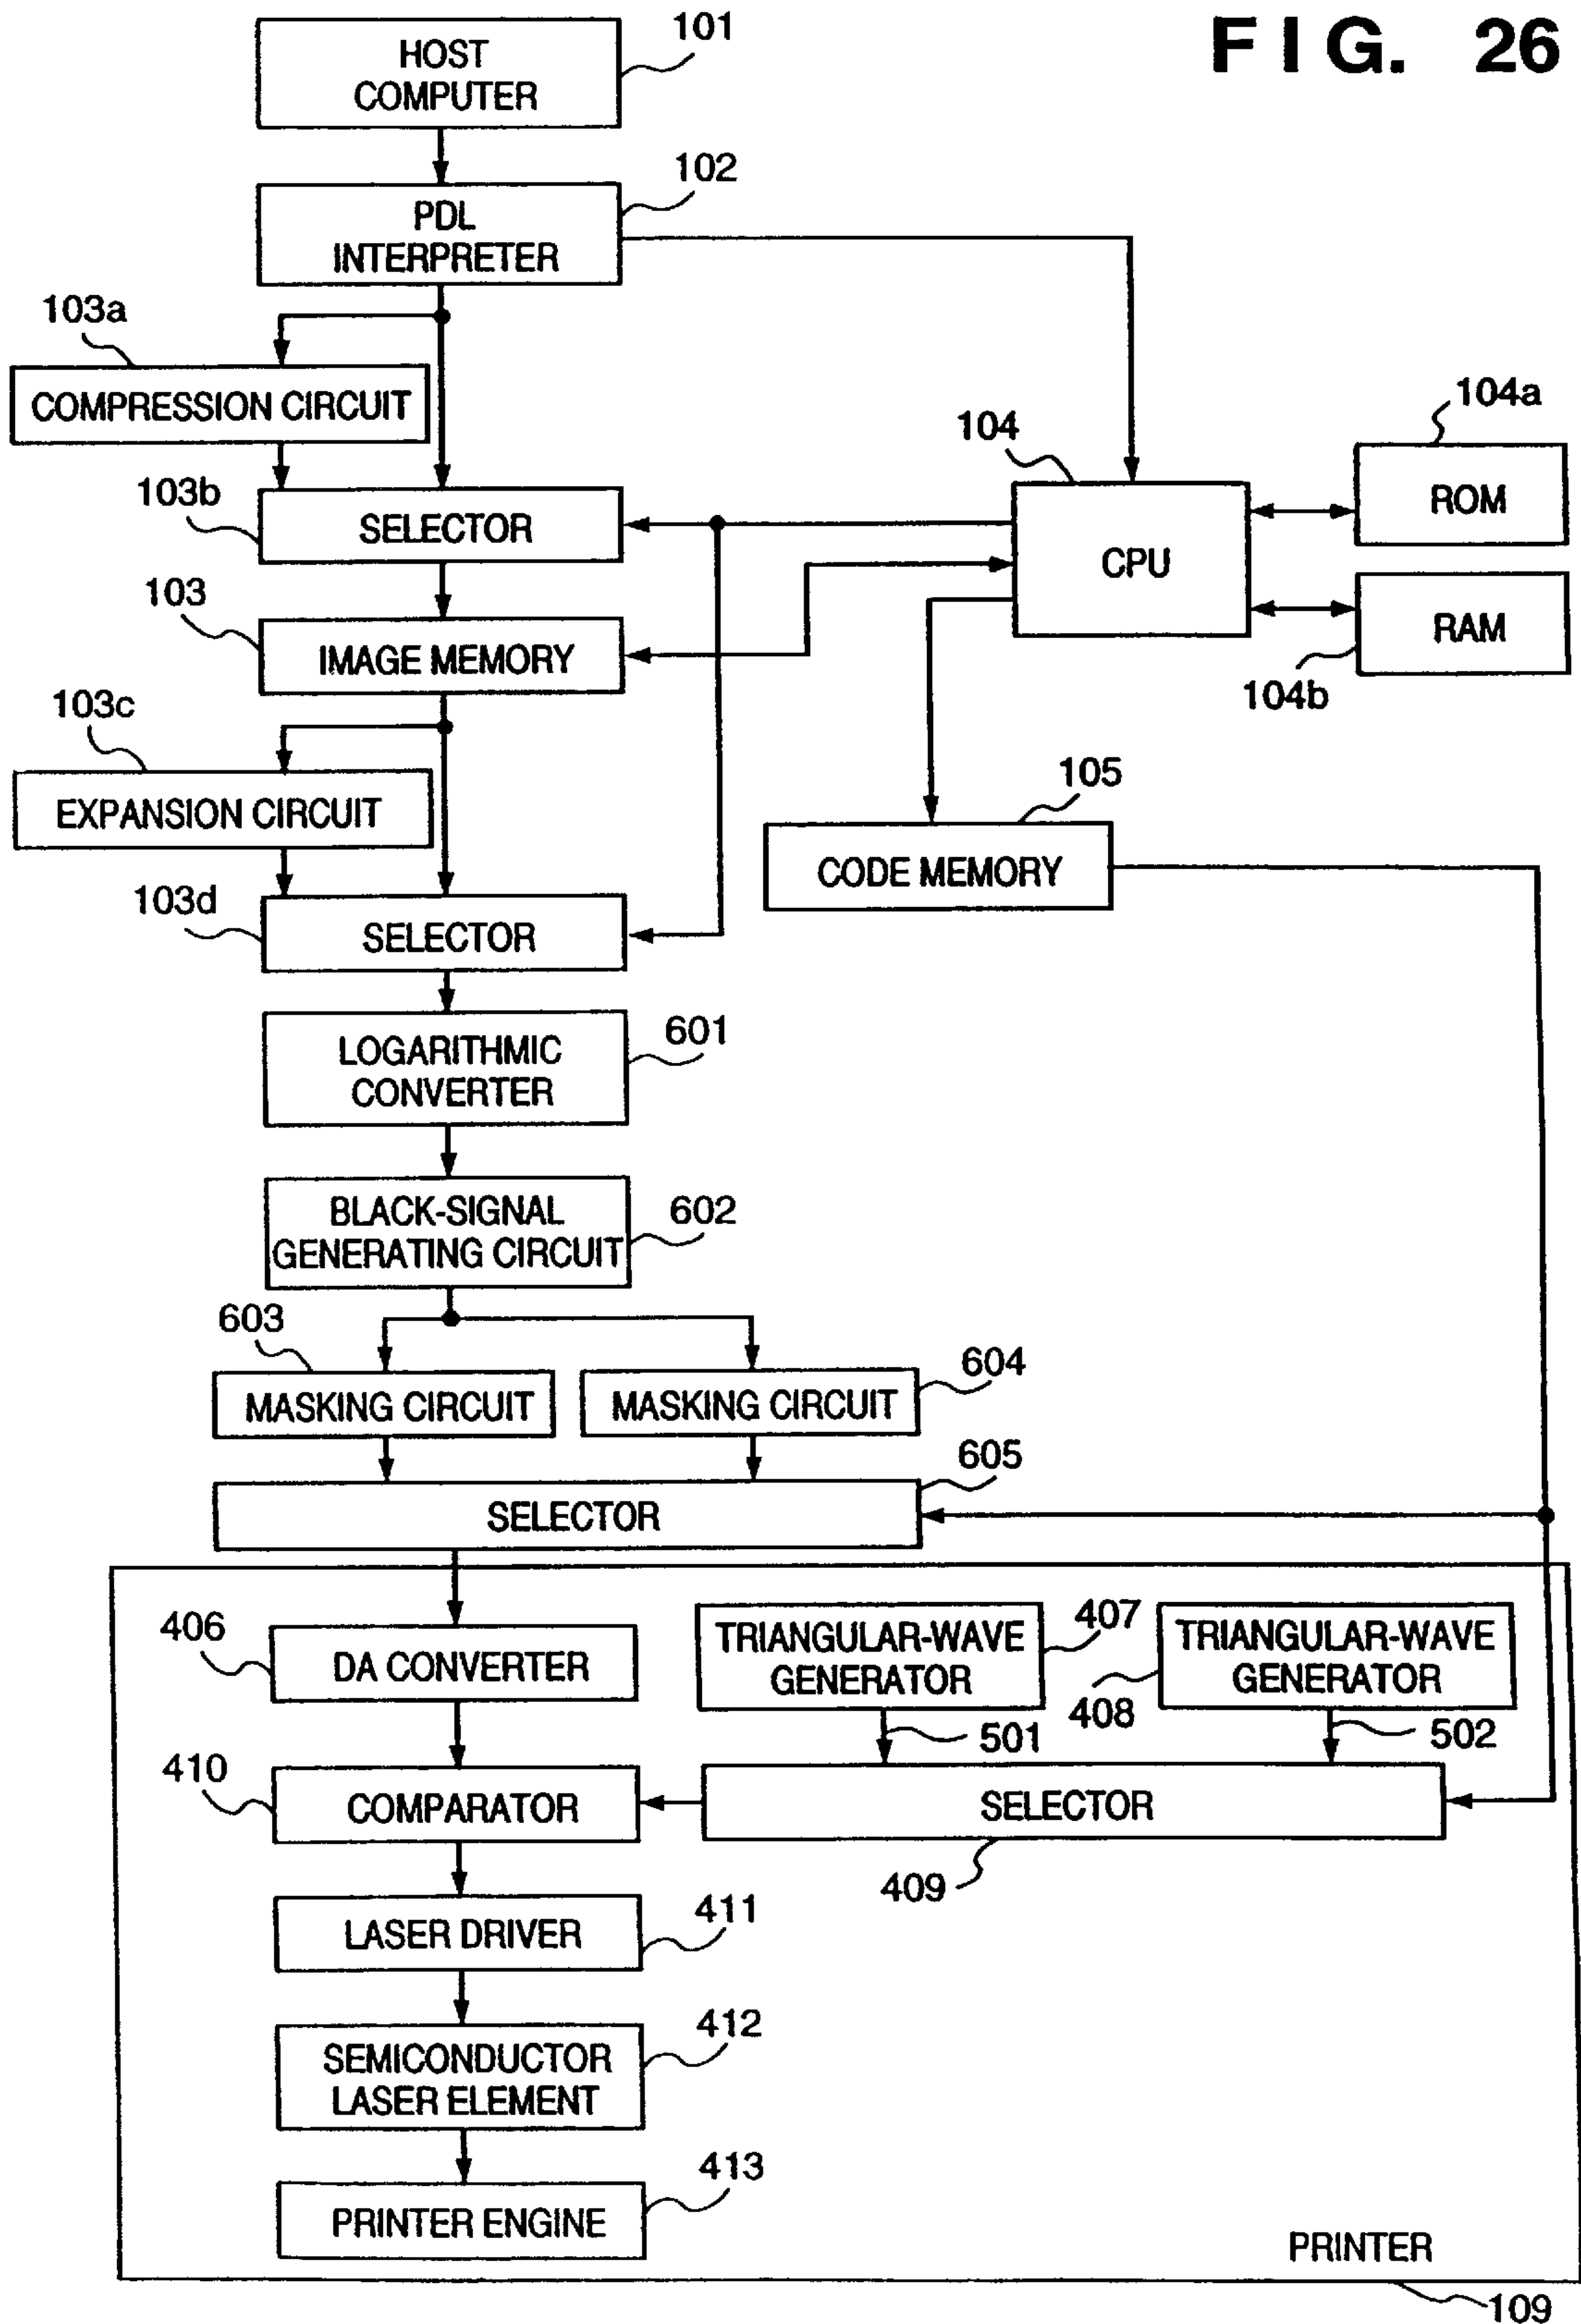 FIG. 26
101
HOST
COMPUTER
102
PDL
INTERPRETER
103a
COMPRESSION CIRCUIT
104a
104
ROM
103b
SELECTOR
CPU
103
RAM
IMAGE MEMORY
104b
103c
105
EXPANSION CIRCUIT
CODE MEMORY
103d
SELECTOR
601
LOGARITHMIC
CONVERTER
602
BLACK-SIGNAL
GENERATING CIRCUIT
603
604
MASKING CIRCUIT
MASKING CIRCUIT
605
SELECTOR
406
DA CONVERTER
TRIANGULAR-WAVE
GENERATOR
407
TRIANGULAR-WAVE
GENERATOR
408
501
502
410
COMPARATOR
SELECTOR
409
411
LASER DRIVER
412
SEMICONDUCTOR
LASER ELEMENT
413
PRINTER ENGINE
PRINTER
109